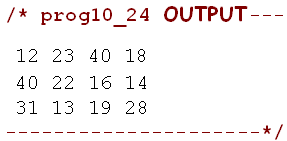 /* prog10_24 OUTPUT---
12 23 40 18
40 22 16 14
31 13 19 28
---------------------*/